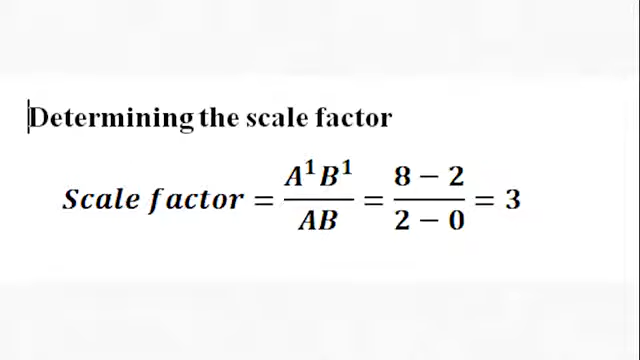 Determining the scale factor
Scale factor = A¹B¹/AB = 8 − 2/2 − 0 = 3